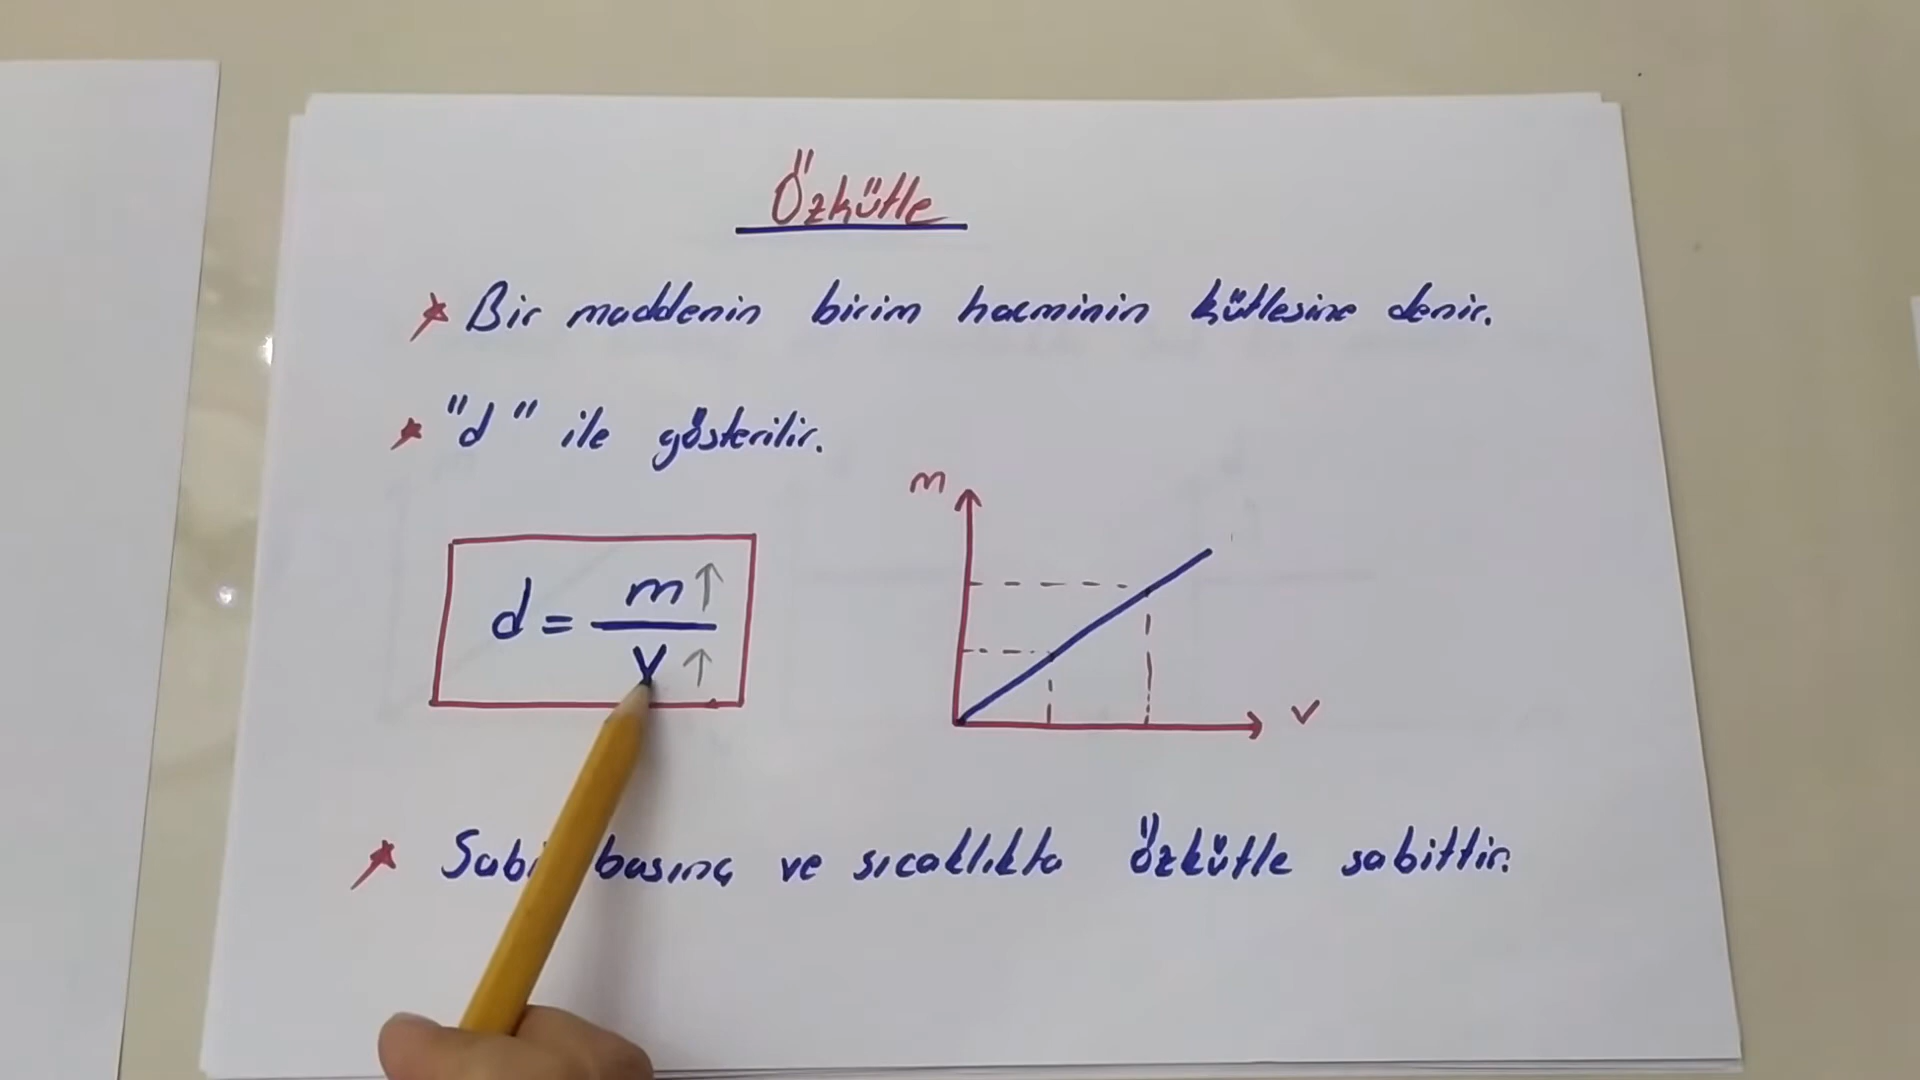 Özkütle
Bir maddenin birim hacminin kütlesine denir.
"d" ile gösterilir.
d = m↑
V↑
m
V
basınç ve sıcaklıkta Özkütle sabittir.